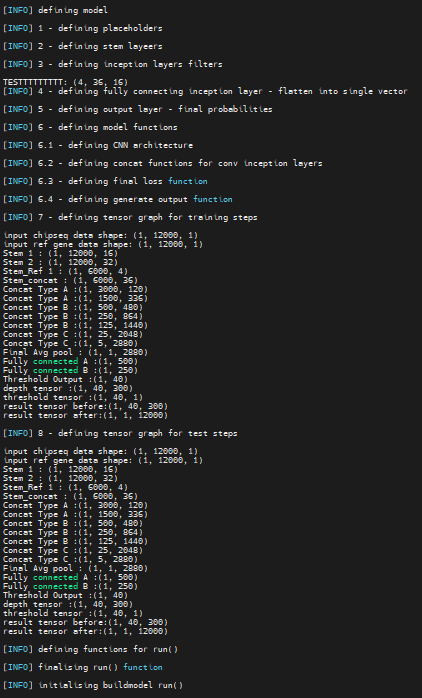 [INFO] defining model
[INFO] 1 - defining placeholders
[INFO] 2 - defining stem layeers
[INFO] 3 - defining inception layers filters
TESTTTTTTTTT: (4, 36, 16)
[INFO] 4 - defining fully connecting inception layer - flatten into single vector
[INFO] 5 - defining output layer - final probabilities
[INFO] 6 - defining model functions
[INFO] 6.1 - defining CNN architecture
[INFO] 6.2 - defining concat functions for conv inception layers
[INFO] 6.3 - defining final loss function
[INFO] 6.4 - defining generate output function
[INFO] 7 - defining tensor graph for training steps
input chipseq data shape: (1, 12000, 1)
input ref gene data shape: (1, 12000, 1)
Stem 1 : (1, 12000, 16)
Stem 2 : (1, 12000, 32)
Stem_Ref 1 : (1, 6000, 4)
Stem_concat : (1, 6000, 36)
Concat Type A :(1, 3000, 120)
Concat Type A :(1, 1500, 336)
Concat Type B :(1, 500, 480)
Concat Type B :(1, 250, 864)
Concat Type B :(1, 125, 1440)
Concat Type C :(1, 25, 2048)
Concat Type C :(1, 5, 2880)
Final Avg pool : (1, 1, 2880)
Fully connected A :(1, 500)
Fully connected B :(1, 250)
Threshold Output :(1, 40)
depth tensor :(1, 40, 300)
threshold tensor :(1, 40, 1)
result tensor before:(1, 40, 300)
result tensor after:(1, 1, 12000)
[INFO] 8 - defining tensor graph for test steps
input chipseq data shape: (1, 12000, 1)
input ref gene data shape: (1, 12000, 1)
Stem 1 : (1, 12000, 16)
Stem 2 : (1, 12000, 32)
Stem_Ref 1 : (1, 6000, 4)
Stem_concat : (1, 6000, 36)
Concat Type A :(1, 3000, 120)
Concat Type A :(1, 1500, 336)
Concat Type B :(1, 500, 480)
Concat Type B :(1, 250, 864)
Concat Type B :(1, 125, 1440)
Concat Type C :(1, 25, 2048)
Concat Type C :(1, 5, 2880)
Final Avg pool : (1, 1, 2880)
Fully connected A :(1, 500)
Fully connected B :(1, 250)
Threshold Output :(1, 40)
depth tensor :(1, 40, 300)
threshold tensor :(1, 40, 1)
result tensor before:(1, 40, 300)
result tensor after:(1, 1, 12000)
[INFO] defining functions for run()
[INFO] finalising run() function
[INFO] initialising buildmodel run()